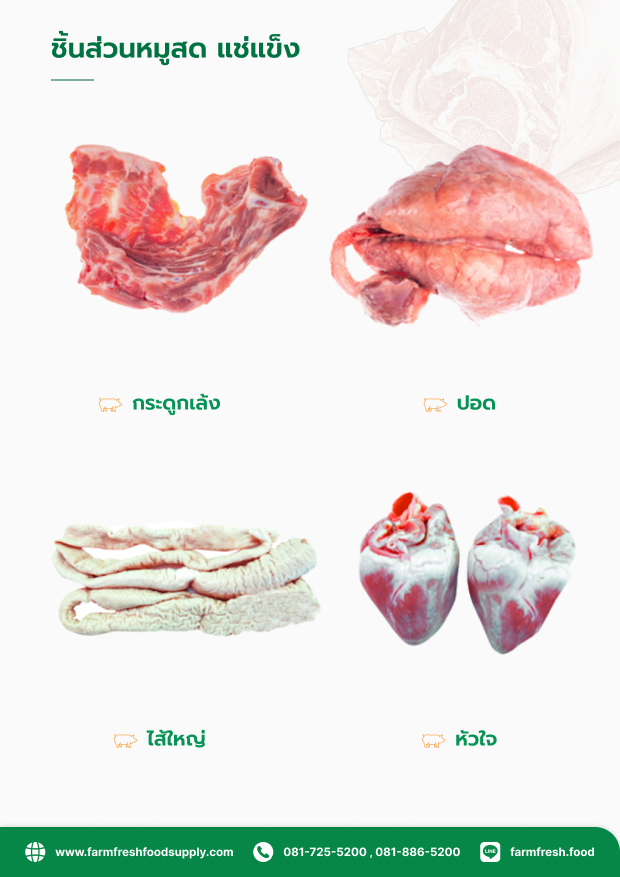 ชิ้นส่วนหมูสด แช่แข็ง
กระดูกเล้ง
ปอด
ไส้ใหญ่
หัวใจ
www.farmfreshfoodsupply.com
081-725-5200 , 081-886-5200
LINE
farmfresh.food